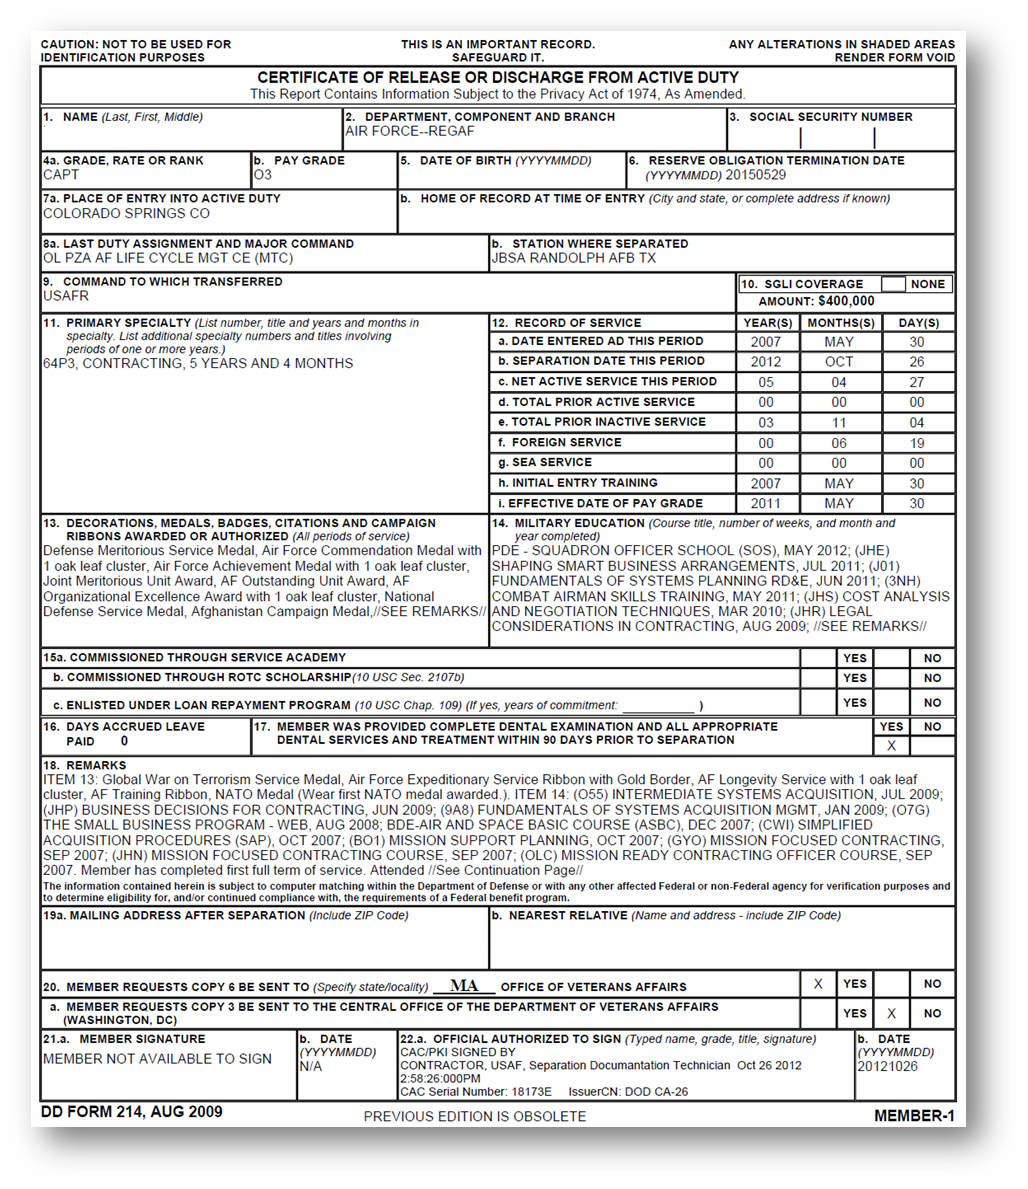 CAUTION: NOT TO BE USED FOR IDENTIFICATION PURPOSES
THIS IS AN IMPORTANT RECORD. SAFEGUARD IT.
ANY ALTERATIONS IN SHADED AREAS RENDER FORM VOID
CERTIFICATE OF RELEASE OR DISCHARGE FROM ACTIVE DUTY
This Report Contains Information Subject to the Privacy Act of 1974, As Amended.
1. NAME (Last, First, Middle)
2. DEPARTMENT, COMPONENT AND BRANCH
AIR FORCE--REGAF
3. SOCIAL SECURITY NUMBER
4a. GRADE, RATE OR RANK
CAPT
b. PAY GRADE
O3
5. DATE OF BIRTH (YYYYMMDD)
6. RESERVE OBLIGATION TERMINATION DATE
(YYYYMMDD) 20150529
7a. PLACE OF ENTRY INTO ACTIVE DUTY
COLORADO SPRINGS CO
b. HOME OF RECORD AT TIME OF ENTRY (City and state, or complete address if known)
8a. LAST DUTY ASSIGNMENT AND MAJOR COMMAND
OL PZA AF LIFE CYCLE MGT CE (MTC)
b. STATION WHERE SEPARATED
JBSA RANDOLPH AFB TX
9. COMMAND TO WHICH TRANSFERRED
USAFR
10. SGLI COVERAGE NONE
AMOUNT: $400,000
11. PRIMARY SPECIALTY (List number, title and years and months in
specialty. List additional specialty numbers and titles involving
periods of one or more years.)
64P3, CONTRACTING, 5 YEARS AND 4 MONTHS
12. RECORD OF SERVICE YEAR(S) MONTHS(S) DAY(S)
a. DATE ENTERED AD THIS PERIOD 2007 MAY 30
b. SEPARATION DATE THIS PERIOD 2012 OCT 26
c. NET ACTIVE SERVICE THIS PERIOD 05 04 27
d. TOTAL PRIOR ACTIVE SERVICE 00 00 00
e. TOTAL PRIOR INACTIVE SERVICE 03 11 04
f. FOREIGN SERVICE 00 06 19
g. SEA SERVICE 00 00 00
h. INITIAL ENTRY TRAINING 2007 MAY 30
i. EFFECTIVE DATE OF PAY GRADE 2011 MAY 30
13. DECORATIONS, MEDALS, BADGES, CITATIONS AND CAMPAIGN
RIBBONS AWARDED OR AUTHORIZED (All periods of service)
Defense Meritorious Service Medal, Air Force Commendation Medal with
1 oak leaf cluster, Air Force Achievement Medal with 1 oak leaf cluster,
Joint Meritorious Unit Award, AF Outstanding Unit Award, AF
Organizational Excellence Award with 1 oak leaf cluster, National
Defense Service Medal, Afghanistan Campaign Medal,//SEE REMARKS//
14. MILITARY EDUCATION (Course title, number of weeks, and month and
year completed)
PDE - SQUADRON OFFICER SCHOOL (SOS), MAY 2012; (JHE)
SHAPING SMART BUSINESS ARRANGEMENTS, JUL 2011; (J01)
FUNDAMENTALS OF SYSTEMS PLANNING RD&E, JUN 2011; (3NH)
COMBAT AIRMAN SKILLS TRAINING, MAY 2011; (JHS) COST ANALYSIS
AND NEGOTIATION TECHNIQUES, MAR 2010; (JHR) LEGAL
CONSIDERATIONS IN CONTRACTING, AUG 2009; //SEE REMARKS//
15a. COMMISSIONED THROUGH SERVICE ACADEMY YES NO
b. COMMISSIONED THROUGH ROTC SCHOLARSHIP(10 USC Sec. 2107b) YES NO
c. ENLISTED UNDER LOAN REPAYMENT PROGRAM (10 USC Chap. 109) (If yes, years of commitment: ________ ) YES NO
16. DAYS ACCRUED LEAVE
PAID 0
17. MEMBER WAS PROVIDED COMPLETE DENTAL EXAMINATION AND ALL APPROPRIATE
DENTAL SERVICES AND TREATMENT WITHIN 90 DAYS PRIOR TO SEPARATION
YES NO
X
18. REMARKS
ITEM 13: Global War on Terrorism Service Medal, Air Force Expeditionary Service Ribbon with Gold Border, AF Longevity Service with 1 oak leaf
cluster, AF Training Ribbon, NATO Medal (Wear first NATO medal awarded.). ITEM 14: (O55) INTERMEDIATE SYSTEMS ACQUISITION, JUL 2009;
(JHP) BUSINESS DECISIONS FOR CONTRACTING, JUN 2009; (9A8) FUNDAMENTALS OF SYSTEMS ACQUISITION MGMT, JAN 2009; (O7G)
THE SMALL BUSINESS PROGRAM - WEB, AUG 2008; BDE-AIR AND SPACE BASIC COURSE (ASBC), DEC 2007; (CWI) SIMPLIFIED
ACQUISITION PROCEDURES (SAP), OCT 2007; (BO1) MISSION SUPPORT PLANNING, OCT 2007; (GYO) MISSION FOCUSED CONTRACTING,
SEP 2007; (JHN) MISSION FOCUSED CONTRACTING COURSE, SEP 2007; (OLC) MISSION READY CONTRACTING OFFICER COURSE, SEP
2007. Member has completed first full term of service. Attended //See Continuation Page//
The information contained herein is subject to computer matching within the Department of Defense or with any other affected Federal or non-Federal agency for verification purposes and
to determine eligibility for, and/or continued compliance with, the requirements of a Federal benefit program.
19a. MAILING ADDRESS AFTER SEPARATION (Include ZIP Code)
b. NEAREST RELATIVE (Name and address - include ZIP Code)
20. MEMBER REQUESTS COPY 6 BE SENT TO (Specify state/locality) MA OFFICE OF VETERANS AFFAIRS X YES NO
a. MEMBER REQUESTS COPY 3 BE SENT TO THE CENTRAL OFFICE OF THE DEPARTMENT OF VETERANS AFFAIRS
(WASHINGTON, DC) YES X NO
21.a. MEMBER SIGNATURE
MEMBER NOT AVAILABLE TO SIGN
b. DATE
(YYYYMMDD)
N/A
22.a. OFFICIAL AUTHORIZED TO SIGN (Typed name, grade, title, signature)
CAC/PKI SIGNED BY
CONTRACTOR, USAF, Separation Documantation Technician Oct 26 2012
2:58:26:000PM
CAC Serial Number: 18173E IssuerCN: DOD CA-26
b. DATE
(YYYYMMDD)
20121026
DD FORM 214, AUG 2009
PREVIOUS EDITION IS OBSOLETE
MEMBER-1